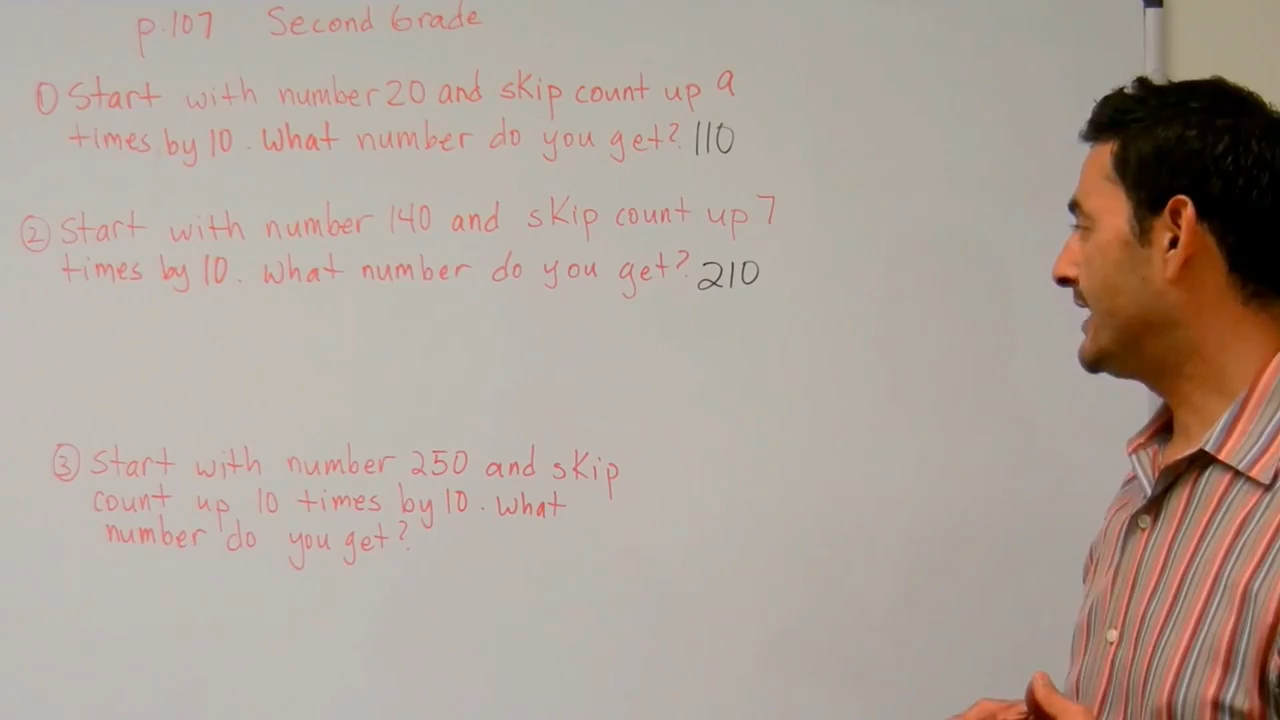 p.107 Second Grade
① Start with number 20 and skip count up 9
times by 10. What number do you get? 110
② Start with number 140 and skip count up 7
times by 10. What number do you get? 210
③ Start with number 250 and skip
count up 10 times by 10. What
number do you get?